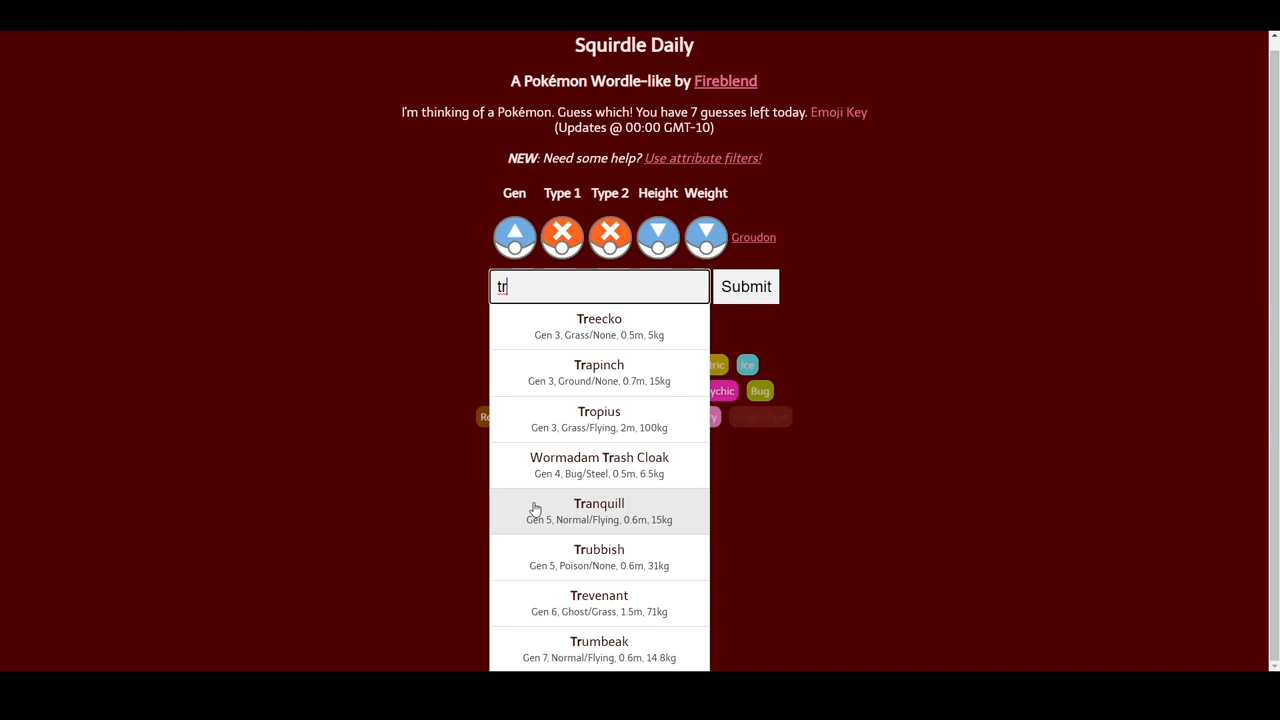 Squirdle Daily
A Pokémon Wordle-like by Fireblend
I'm thinking of a Pokémon. Guess which! You have 7 guesses left today. Emoji Key
(Updates @ 00:00 GMT-10)
NEW: Need some help? Use attribute filters!
Gen Type 1 Type 2 Height Weight
Groudon
tr Submit
Treecko
Gen 3, Grass/None, 0.5m, 5kg
Trapinch
Gen 3, Ground/None, 0.7m, 15kg
tric Ice
Tropius
Gen 3, Grass/Flying, 2m, 100kg
ychic Bug
Ro
Wormadam Trash Cloak
Gen 4, Bug/Steel, 0.5m, 6.5kg
Tranquill
Gen 5, Normal/Flying, 0.6m, 15kg
Trubbish
Gen 5, Poison/None, 0.6m, 31kg
Trevenant
Gen 6, Ghost/Grass, 1.5m, 71kg
Trumbeak
Gen 7, Normal/Flying, 0.6m, 14.8kg